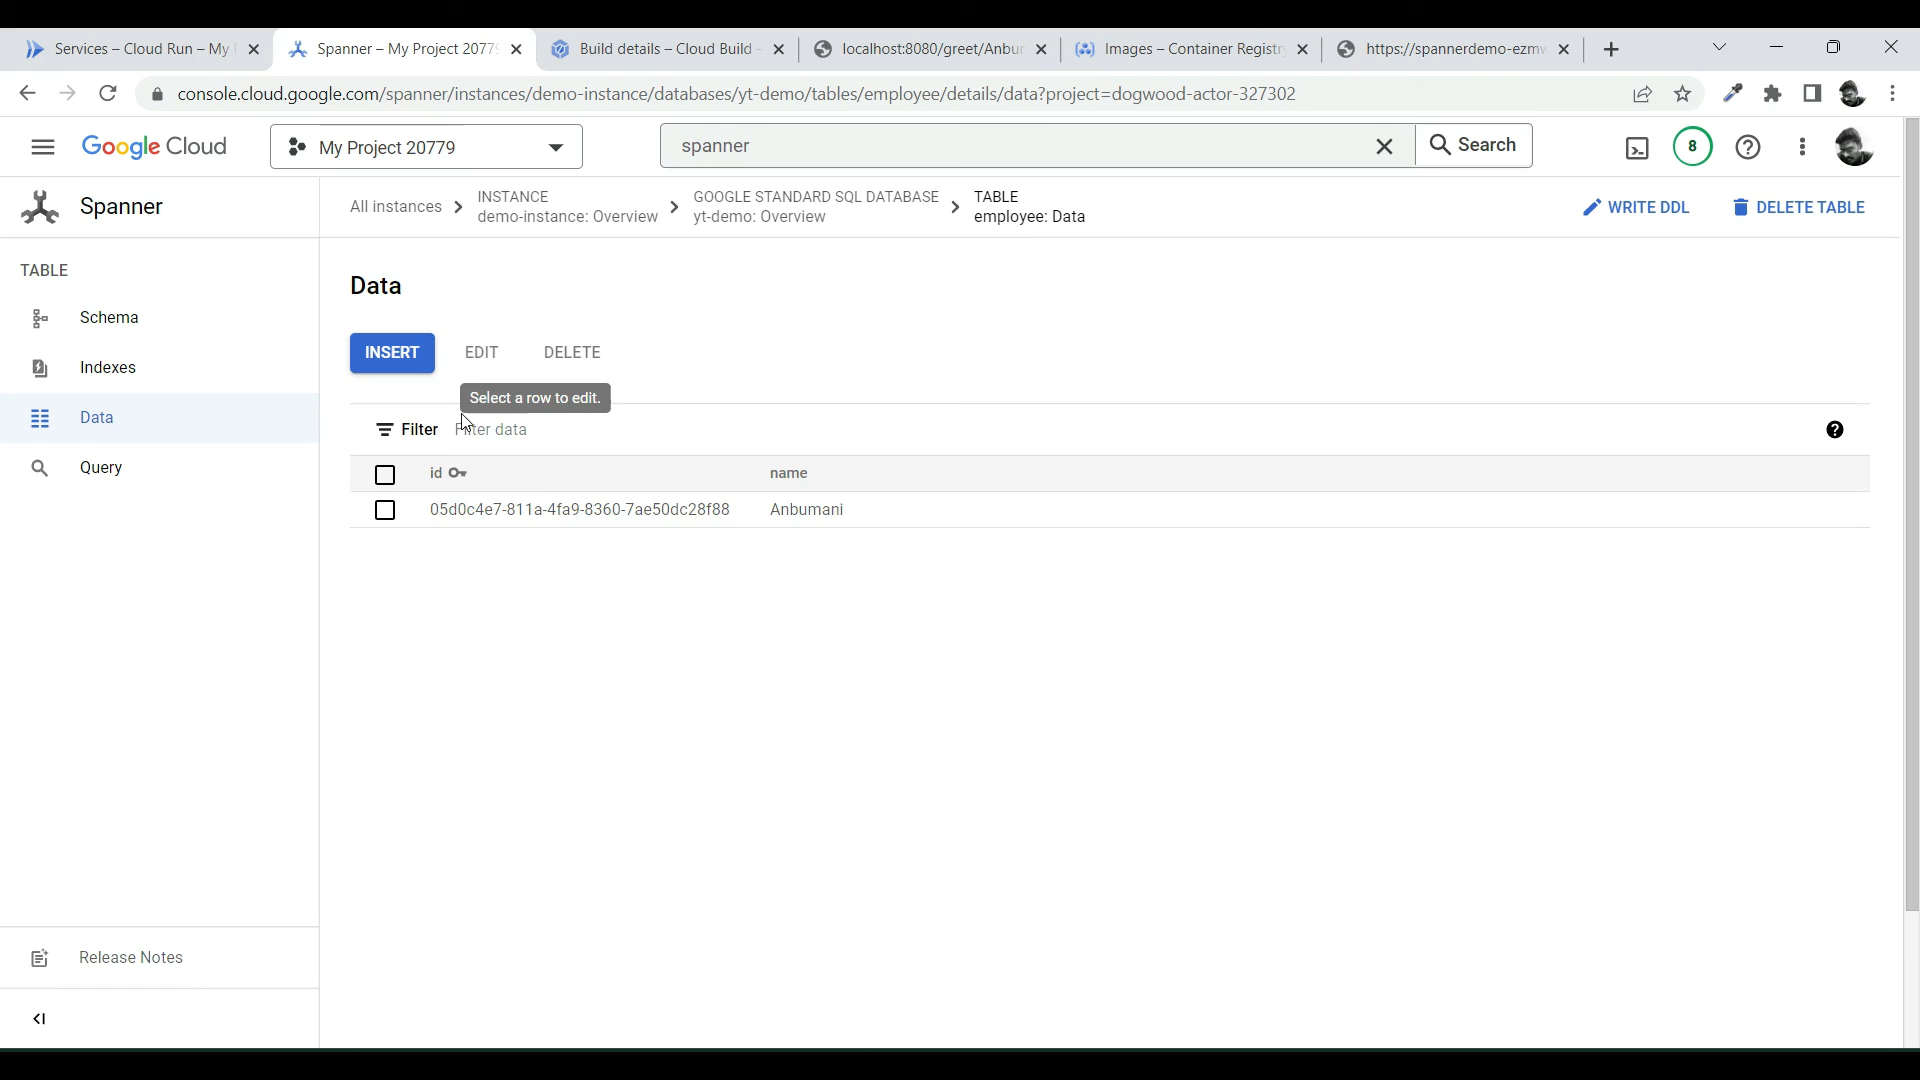 Services – Cloud Run – My
Spanner – My Project 2077
Build details – Cloud Build -
localhost:8080/greet/Anbu
Images – Container Registr
https://spannerdemo-ezm
console.cloud.google.com/spanner/instances/demo-instance/databases/yt-demo/tables/employee/details/data?project=dogwood-actor-327302
Google Cloud
My Project 20779
spanner
Search
8
Spanner
All instances
INSTANCE
demo-instance: Overview
GOOGLE STANDARD SQL DATABASE
yt-demo: Overview
TABLE
employee: Data
WRITE DDL
DELETE TABLE
TABLE
Schema
Indexes
Data
Query
Release Notes
Data
INSERT EDIT DELETE
Select a row to edit.
Filter Filter data
id name
05d0c4e7-811a-4fa9-8360-7ae50dc28f88 Anbumani